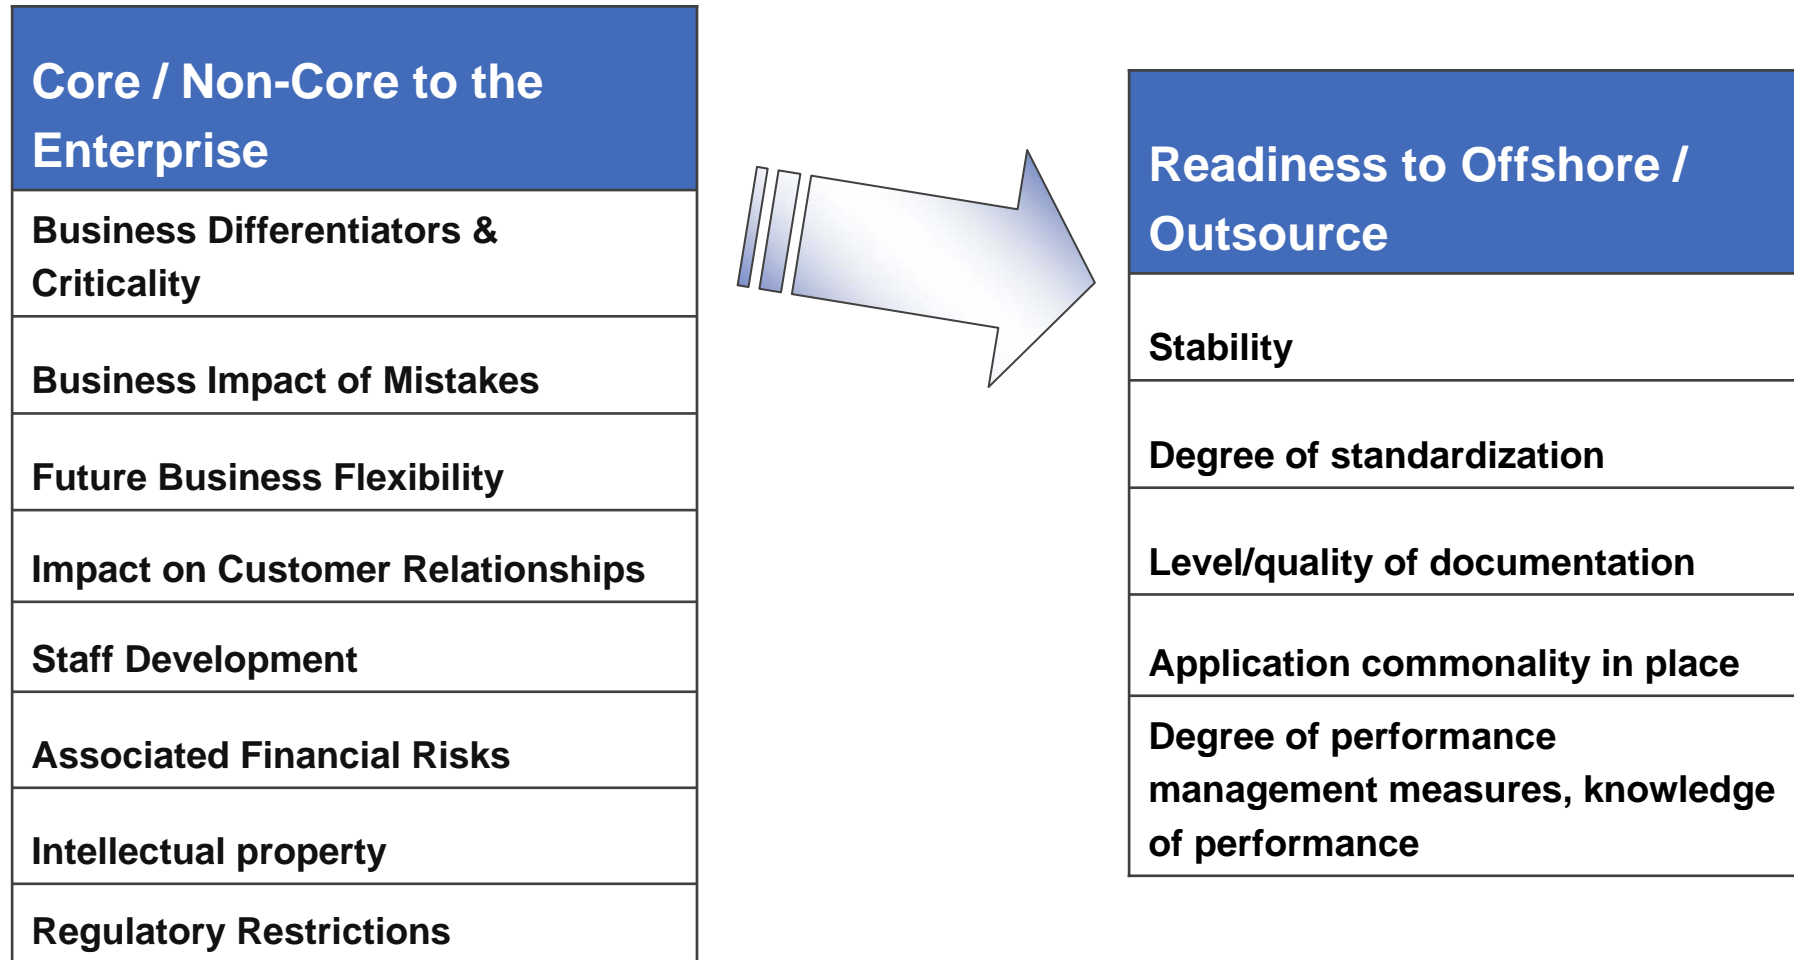 Core / Non-Core to the
Enterprise
Business Differentiators &
Criticality
Business Impact of Mistakes
Future Business Flexibility
Impact on Customer Relationships
Staff Development
Associated Financial Risks
Intellectual property
Regulatory Restrictions
Readiness to Offshore /
Outsource
Stability
Degree of standardization
Level/quality of documentation
Application commonality in place
Degree of performance
management measures, knowledge
of performance